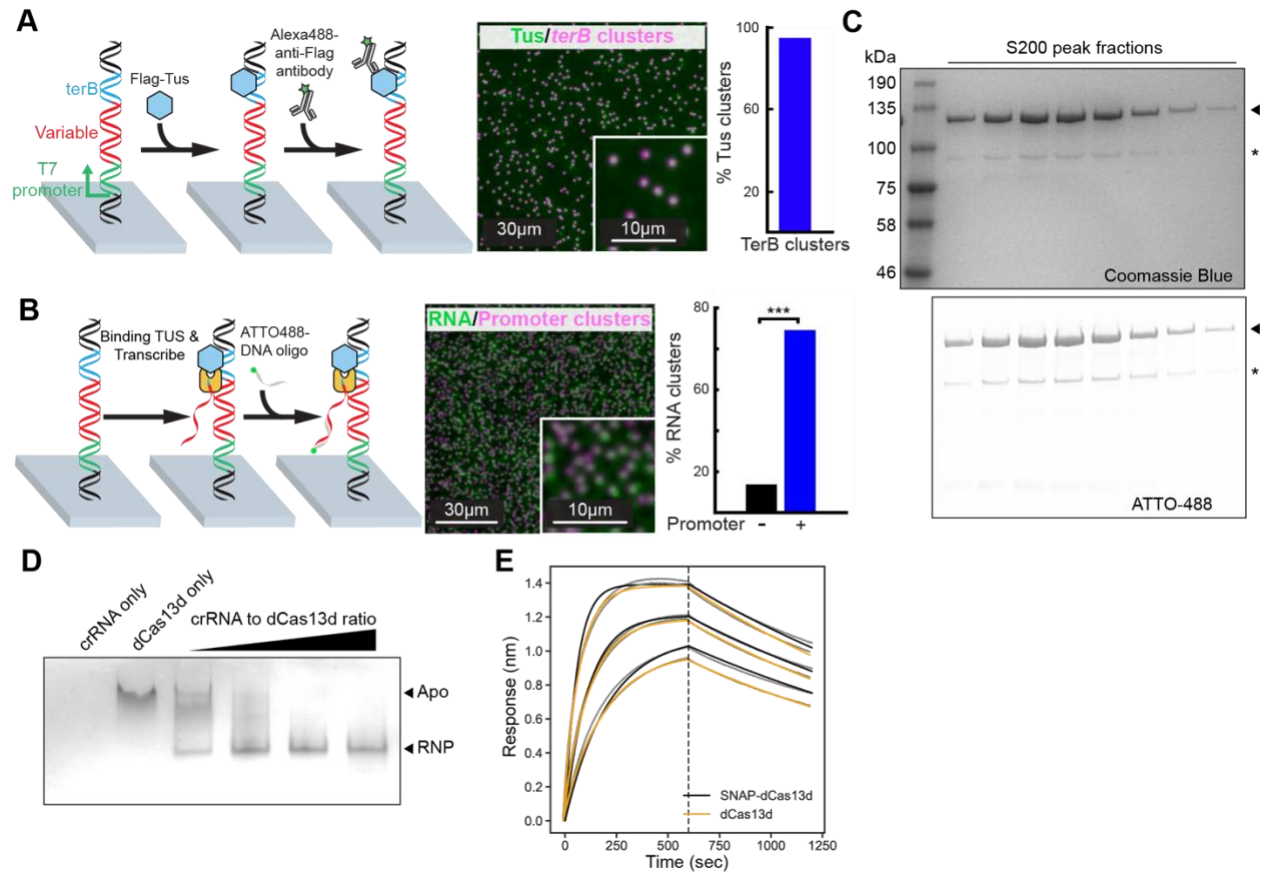 A
terB
Variable
T7
promoter
Flag-Tus
Alexa488-
anti-Flag
antibody
Tus/terB clusters
30µm
10µm
% Tus clusters
100
60
20
TerB clusters
B
Binding TUS &
Transcribe
ATTO488-
DNA oligo
RNA/Promoter clusters
30µm
10µm
% RNA clusters
80
60
40
20
***
Promoter - +
C
S200 peak fractions
kDa
190
135
100
75
58
46
*
Coomassie Blue
*
ATTO-488
D
crRNA only
dCas13d only
crRNA to dCas13d ratio
Apo
RNP
E
Response (nm)
1.4
1.2
1.0
0.8
0.6
0.4
0.2
0.0
SNAP-dCas13d
dCas13d
0 250 500 750 1000 1250
Time (sec)